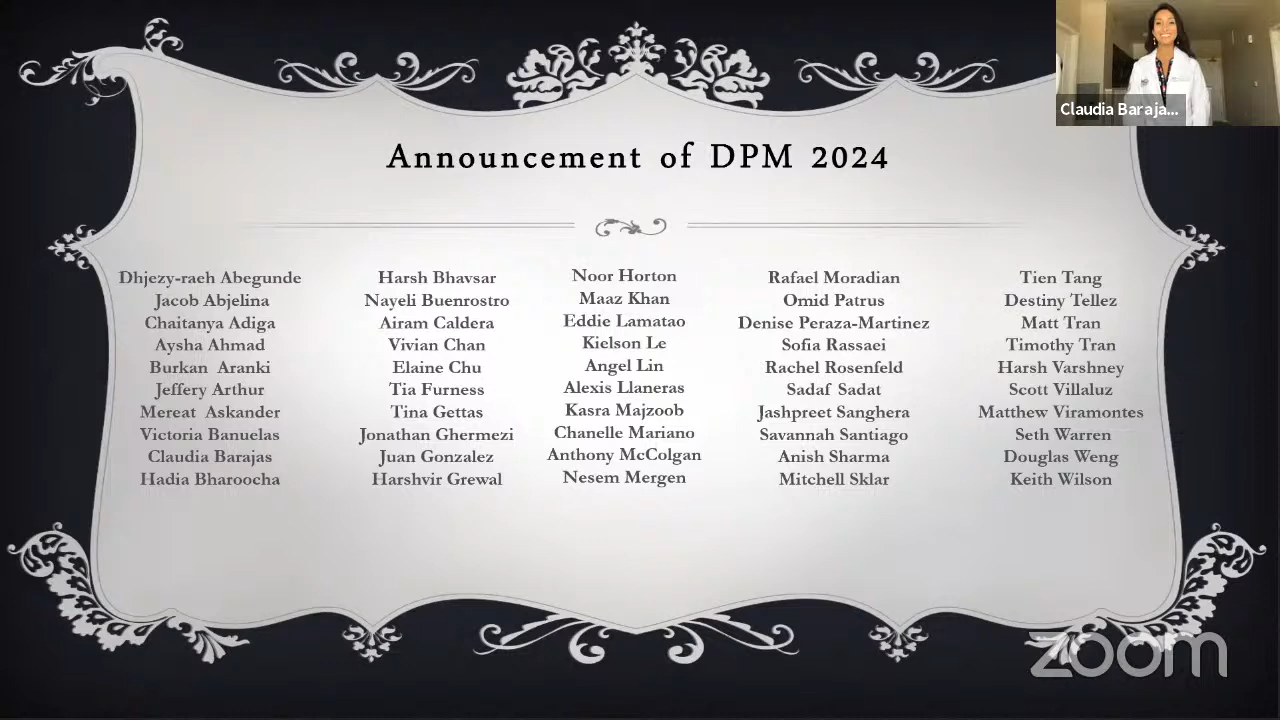 Claudia Baraja...
Announcement of DPM 2024
Dhjezy-raeh Abegunde
Jacob Abjelina
Chaitanya Adiga
Aysha Ahmad
Burkan Aranki
Jeffery Arthur
Mereat Askander
Victoria Banuelas
Claudia Barajas
Hadia Bharoocha
Harsh Bhavsar
Nayeli Buenrostro
Airam Caldera
Vivian Chan
Elaine Chu
Tia Furness
Tina Gettas
Jonathan Ghermezi
Juan Gonzalez
Harshvir Grewal
Noor Horton
Maaz Khan
Eddie Lamatao
Kielson Le
Angel Lin
Alexis Llaneras
Kasra Majzoob
Chanelle Mariano
Anthony McColgan
Nesem Mergen
Rafael Moradian
Omid Patrus
Denise Peraza-Martinez
Sofia Rassaei
Rachel Rosenfeld
Sadaf Sadat
Jashpreet Sanghera
Savannah Santiago
Anish Sharma
Mitchell Sklar
Tien Tang
Destiny Tellez
Matt Tran
Timothy Tran
Harsh Varshney
Scott Villaluz
Matthew Viramontes
Seth Warren
Douglas Weng
Keith Wilson
zoom